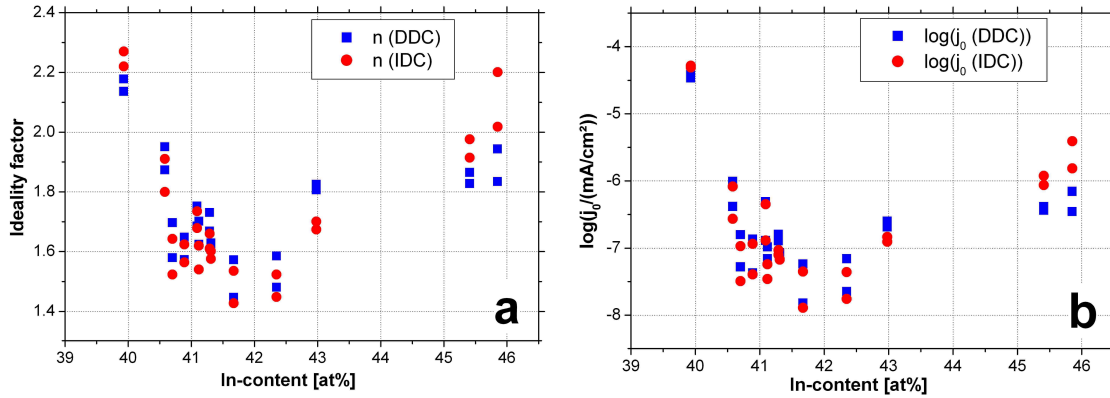 2.4
2.2
2.0
1.8
1.6
1.4
Ideality factor
n (DDC)
n (IDC)
a
39 40 41 42 43 44 45 46
In-content [at%]
-4
-5
-6
-7
-8
log(j₀/(mA/cm²))
log(j₀ (DDC))
log(j₀ (IDC))
b
39 40 41 42 43 44 45 46
In-content [at%]